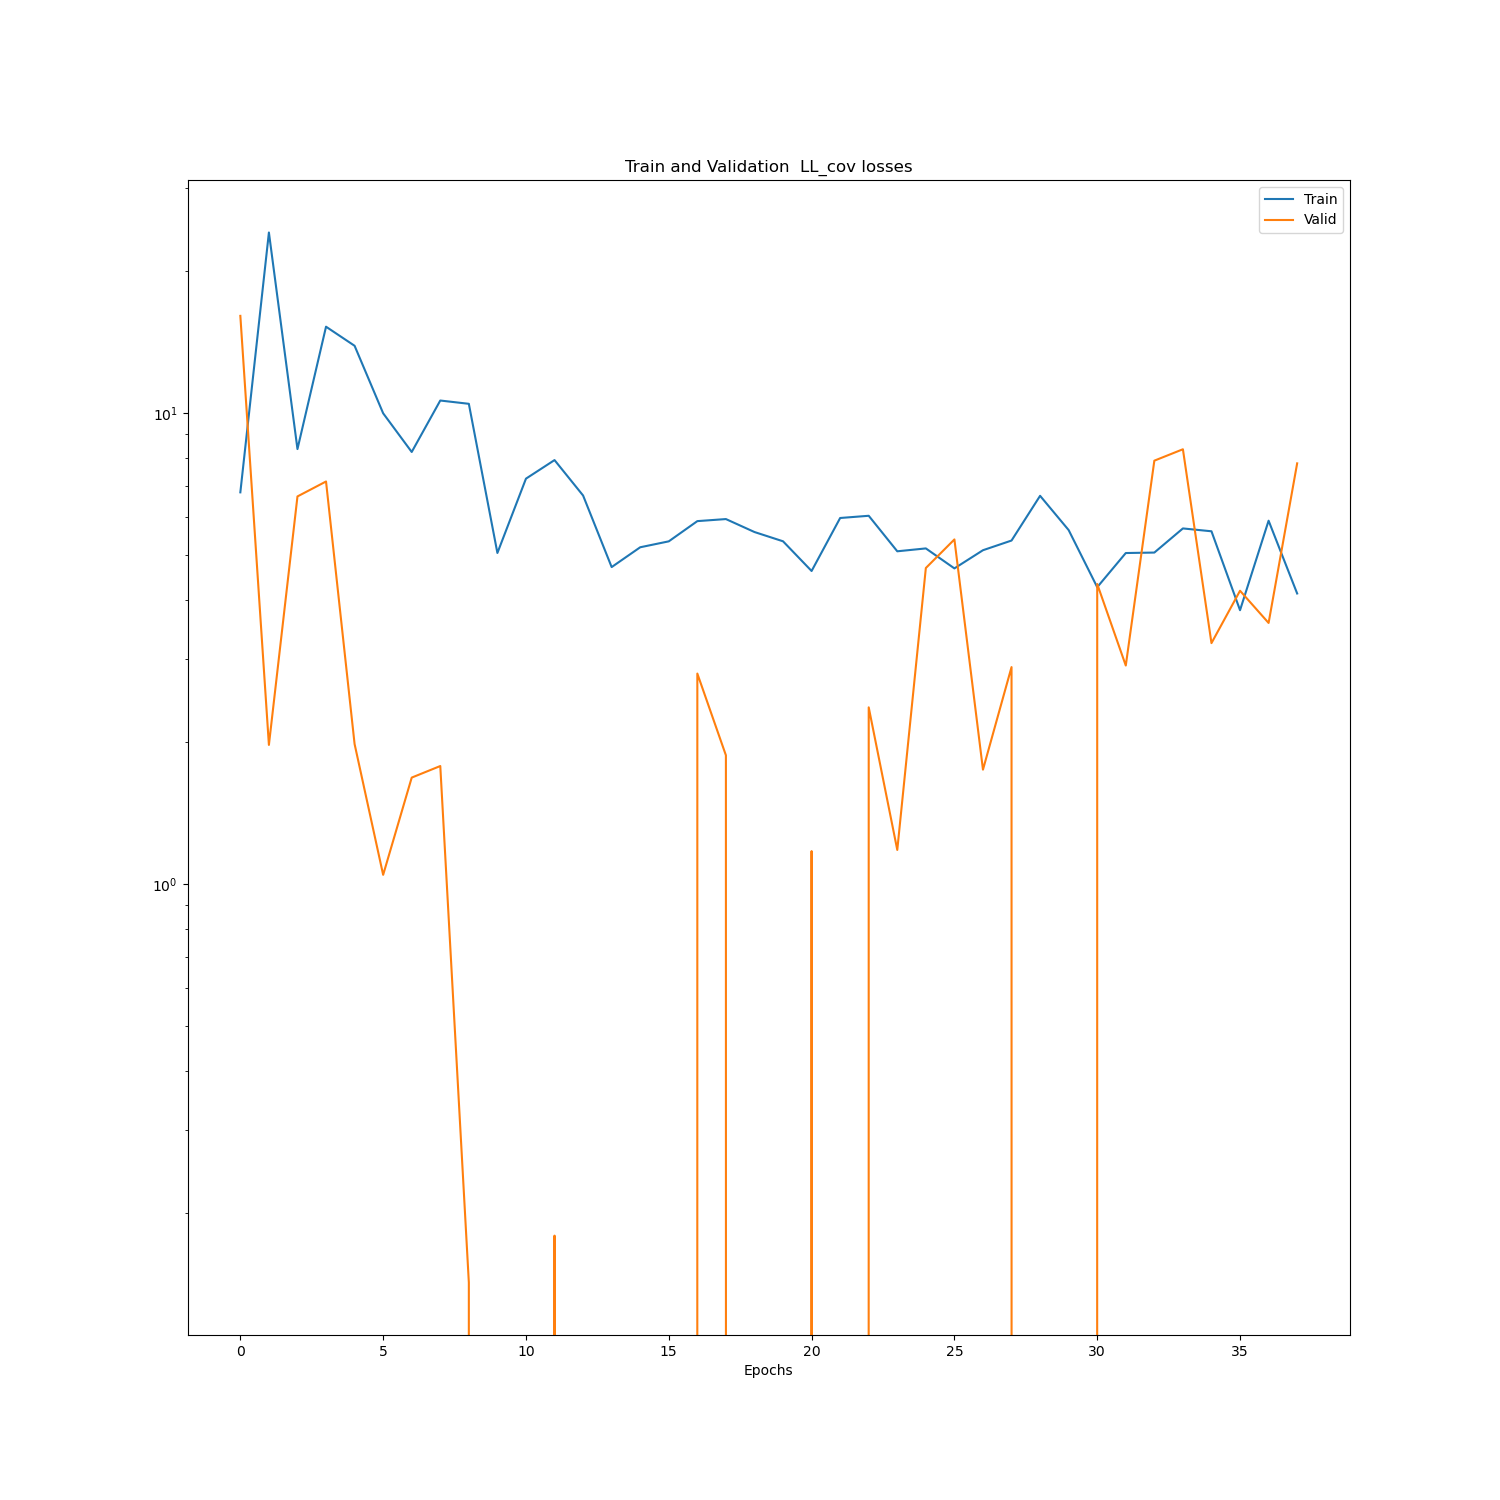 Train and Validation  LL_cov losses
Train
Valid
10¹
10⁰
0 5 10 15 20 25 30 35
Epochs